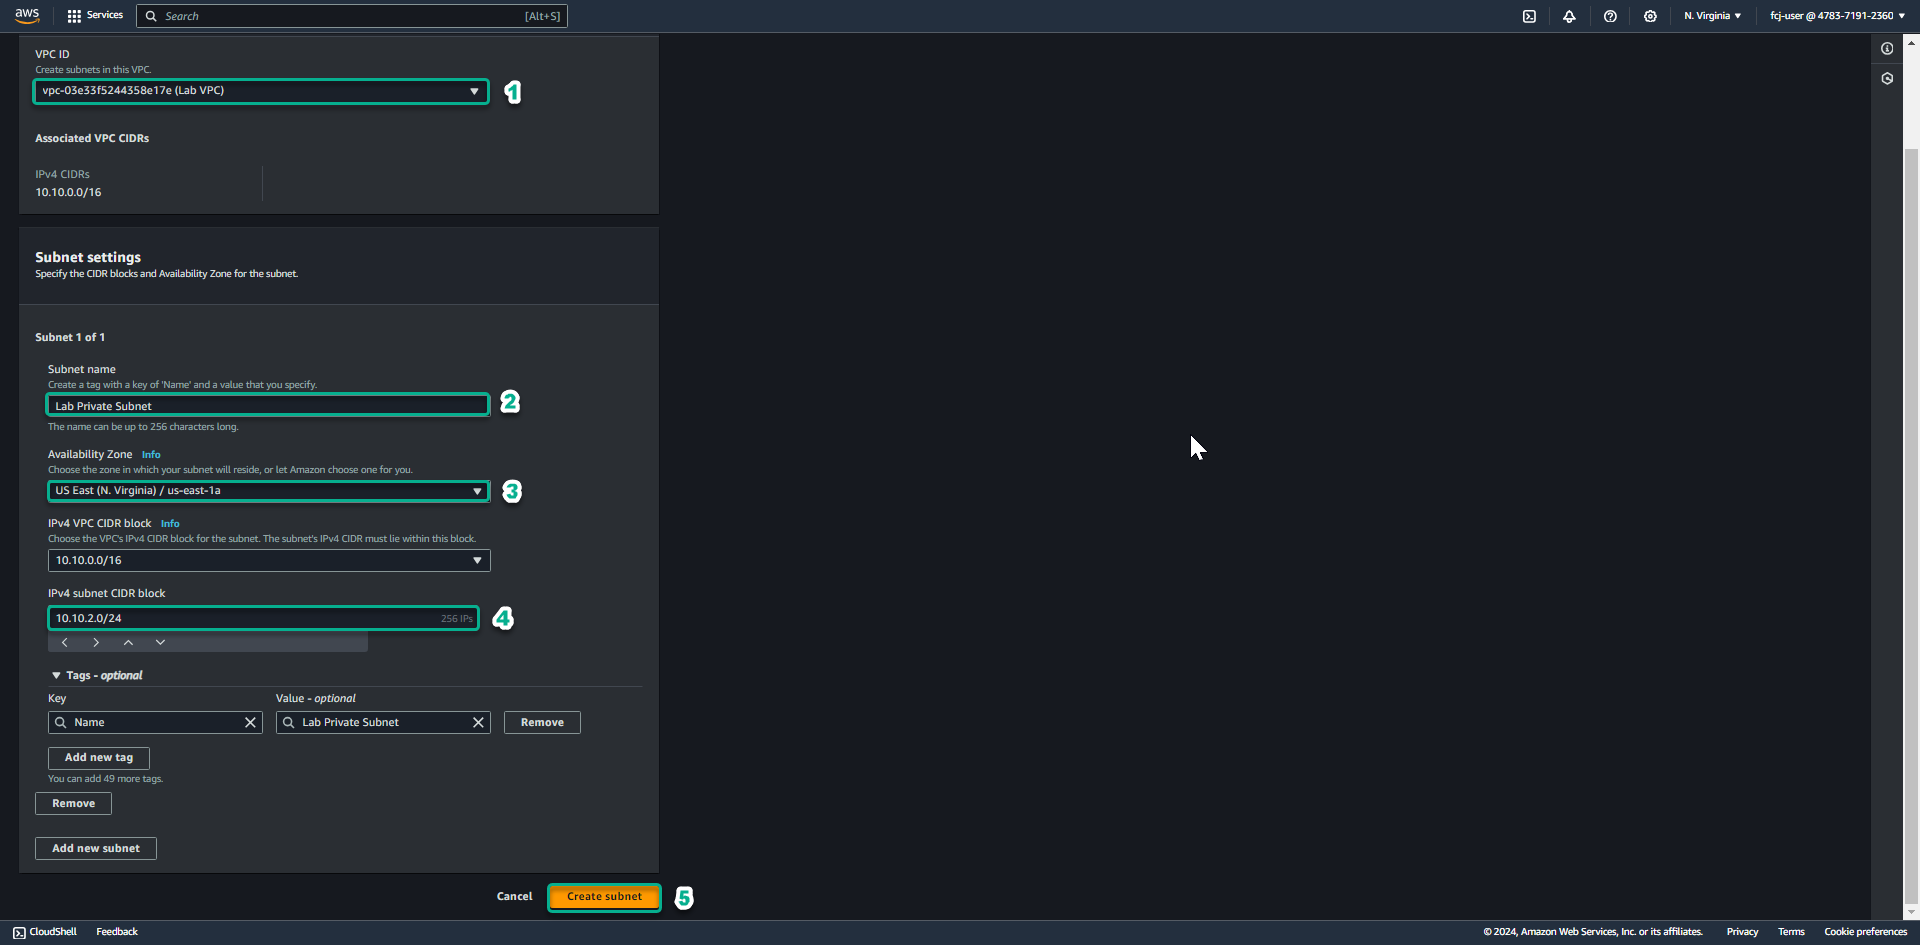 aws Services Search [Alt+S] N. Virginia ▼ fcj-user @ 4783-7191-2360 ▼
VPC ID
Create subnets in this VPC.
vpc-03e33f5244358e17e (Lab VPC)
1
Associated VPC CIDRs
IPv4 CIDRs
10.10.0.0/16
Subnet settings
Specify the CIDR blocks and Availability Zone for the subnet.
Subnet 1 of 1
Subnet name
Create a tag with a key of 'Name' and a value that you specify.
Lab Private Subnet
2
The name can be up to 256 characters long.
Availability Zone Info
Choose the zone in which your subnet will reside, or let Amazon choose one for you.
US East (N. Virginia) / us-east-1a
3
IPv4 VPC CIDR block Info
Choose the VPC's IPv4 CIDR block for the subnet. The subnet's IPv4 CIDR must lie within this block.
10.10.0.0/16
IPv4 subnet CIDR block
10.10.2.0/24 256 IPs
4
Tags - optional
Key Value - optional
Name Lab Private Subnet Remove
Add new tag
You can add 49 more tags.
Remove
Add new subnet
Cancel Create subnet
5
CloudShell Feedback © 2024, Amazon Web Services, Inc. or its affiliates. Privacy Terms Cookie preferences